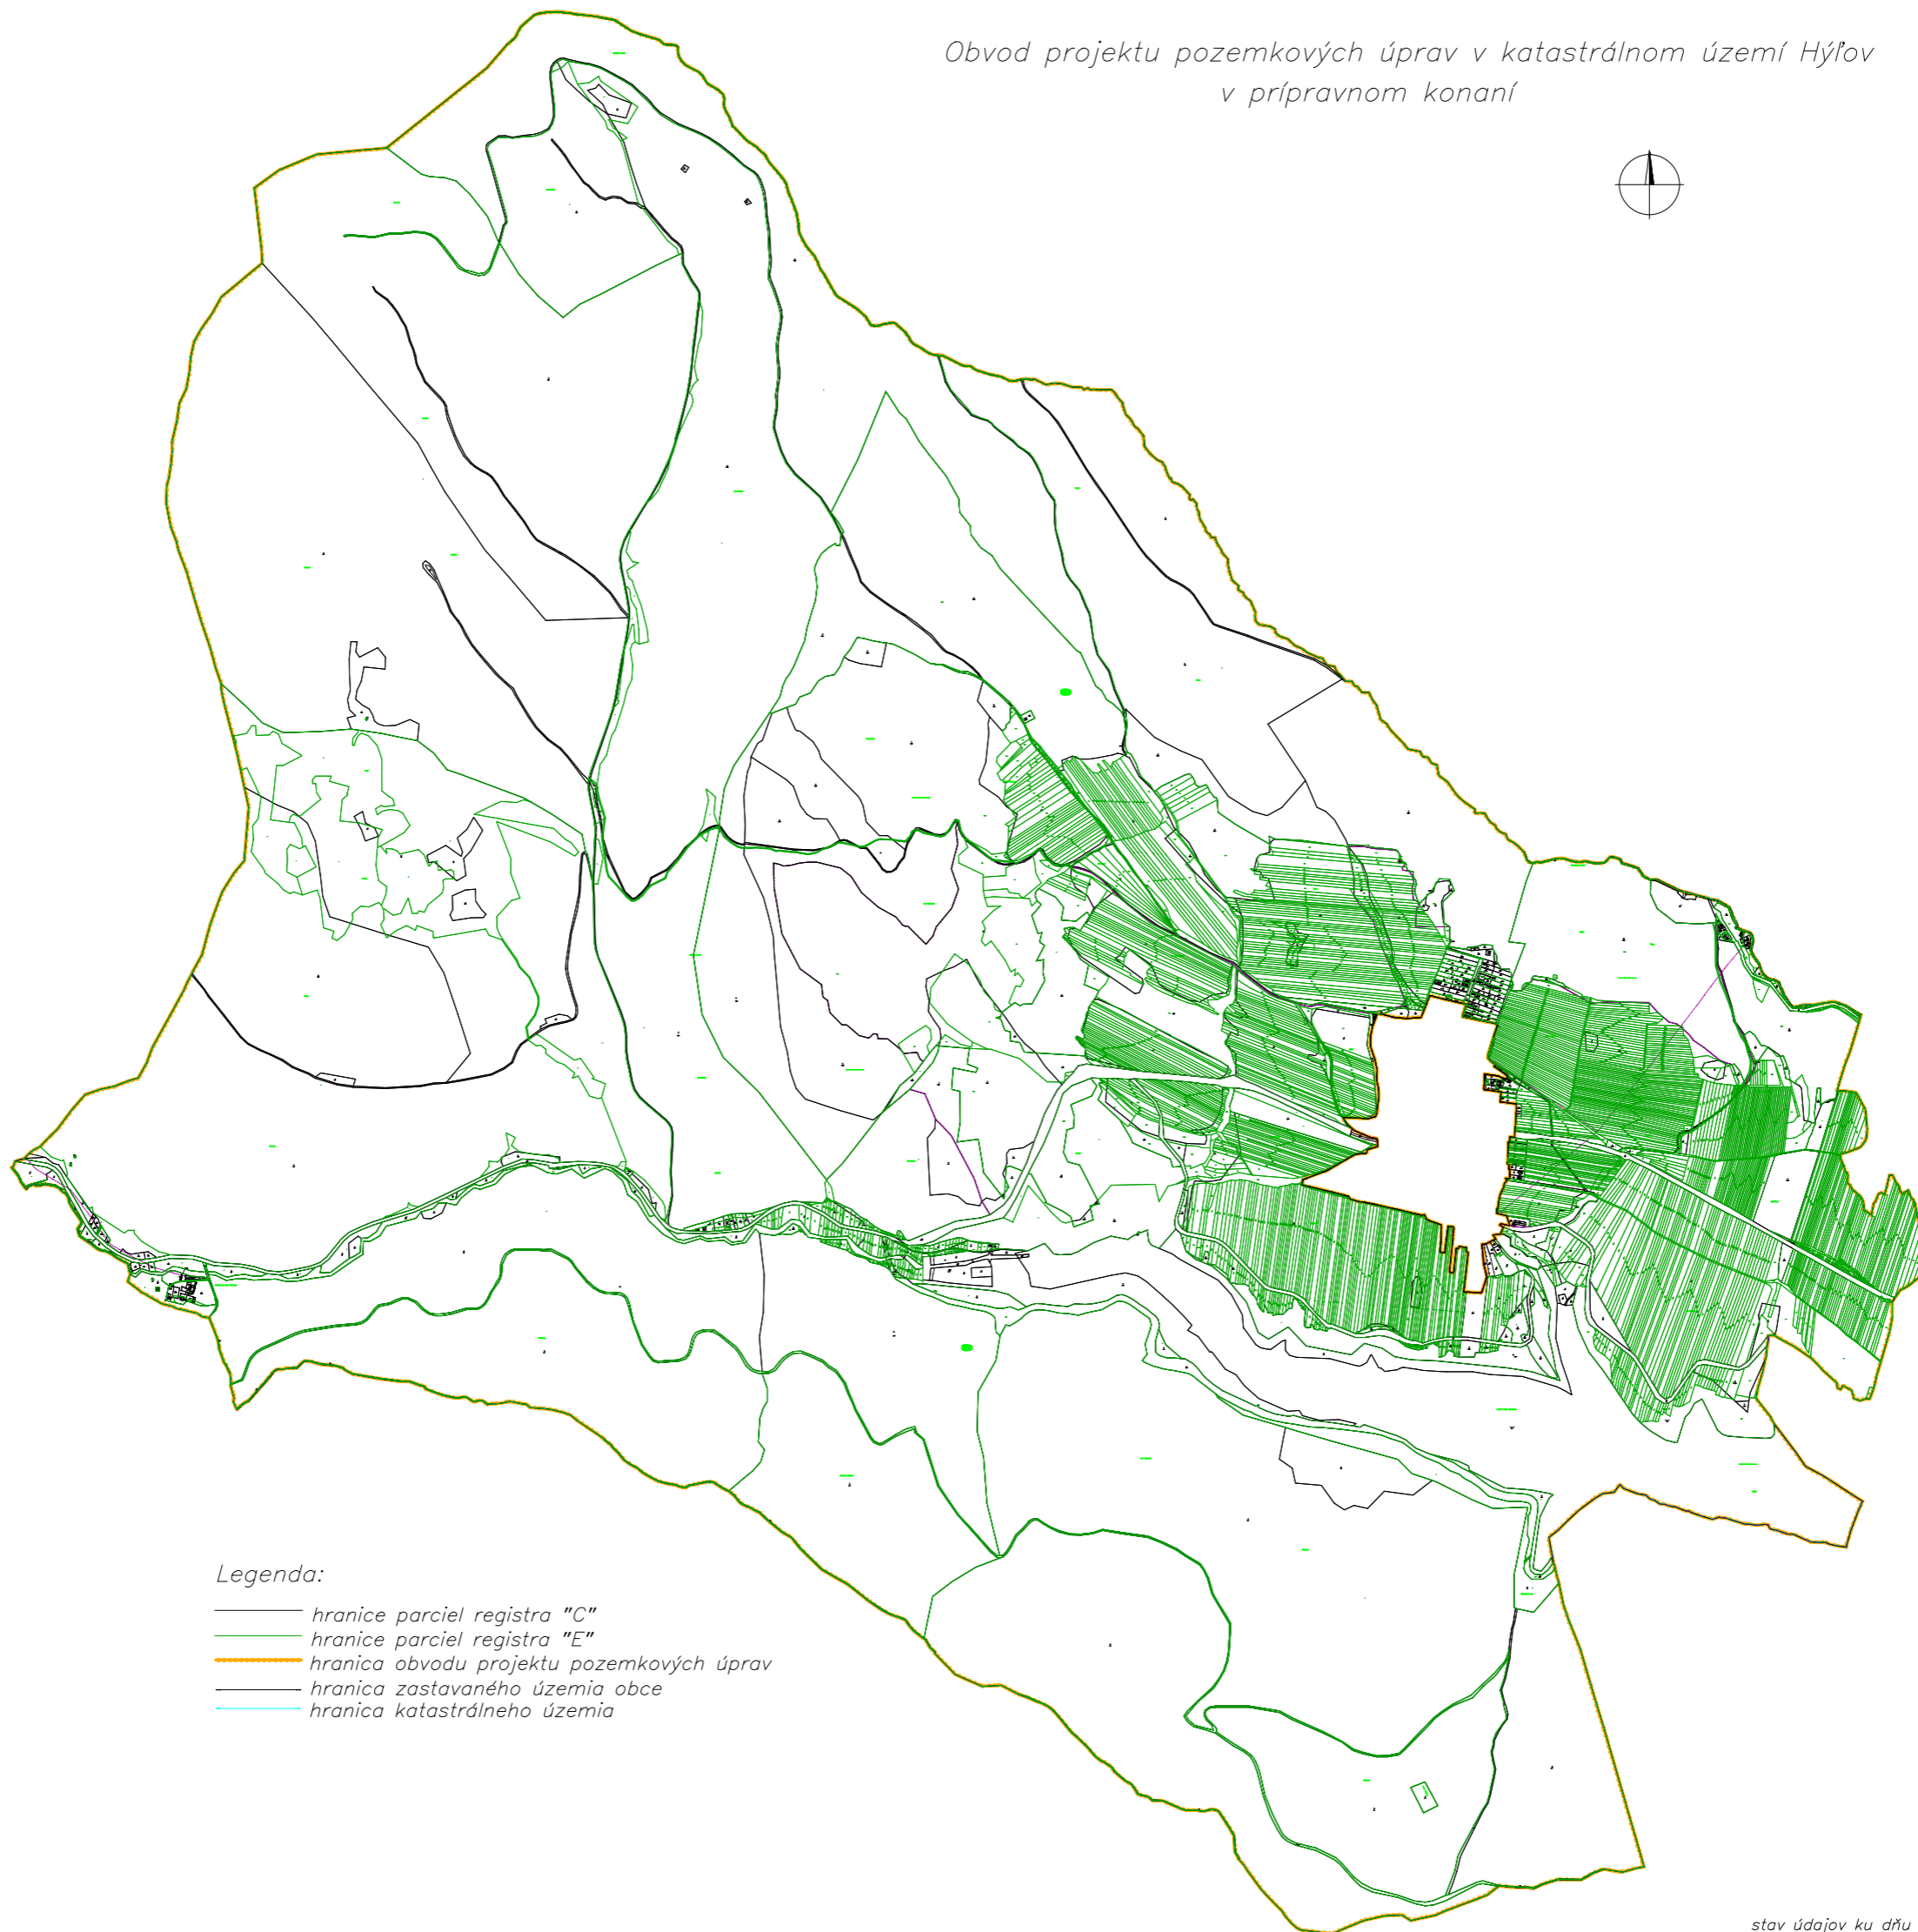 Obvod projektu pozemkových úprav v katastrálnom území Hýľov
v prípravnom konaní
Legenda:
hranice parciel registra "C"
hranice parciel registra "E"
hranica obvodu projektu pozemkových úprav
hranica zastavaného územia obce
hranica katastrálneho územia
stav údajov ku dňu